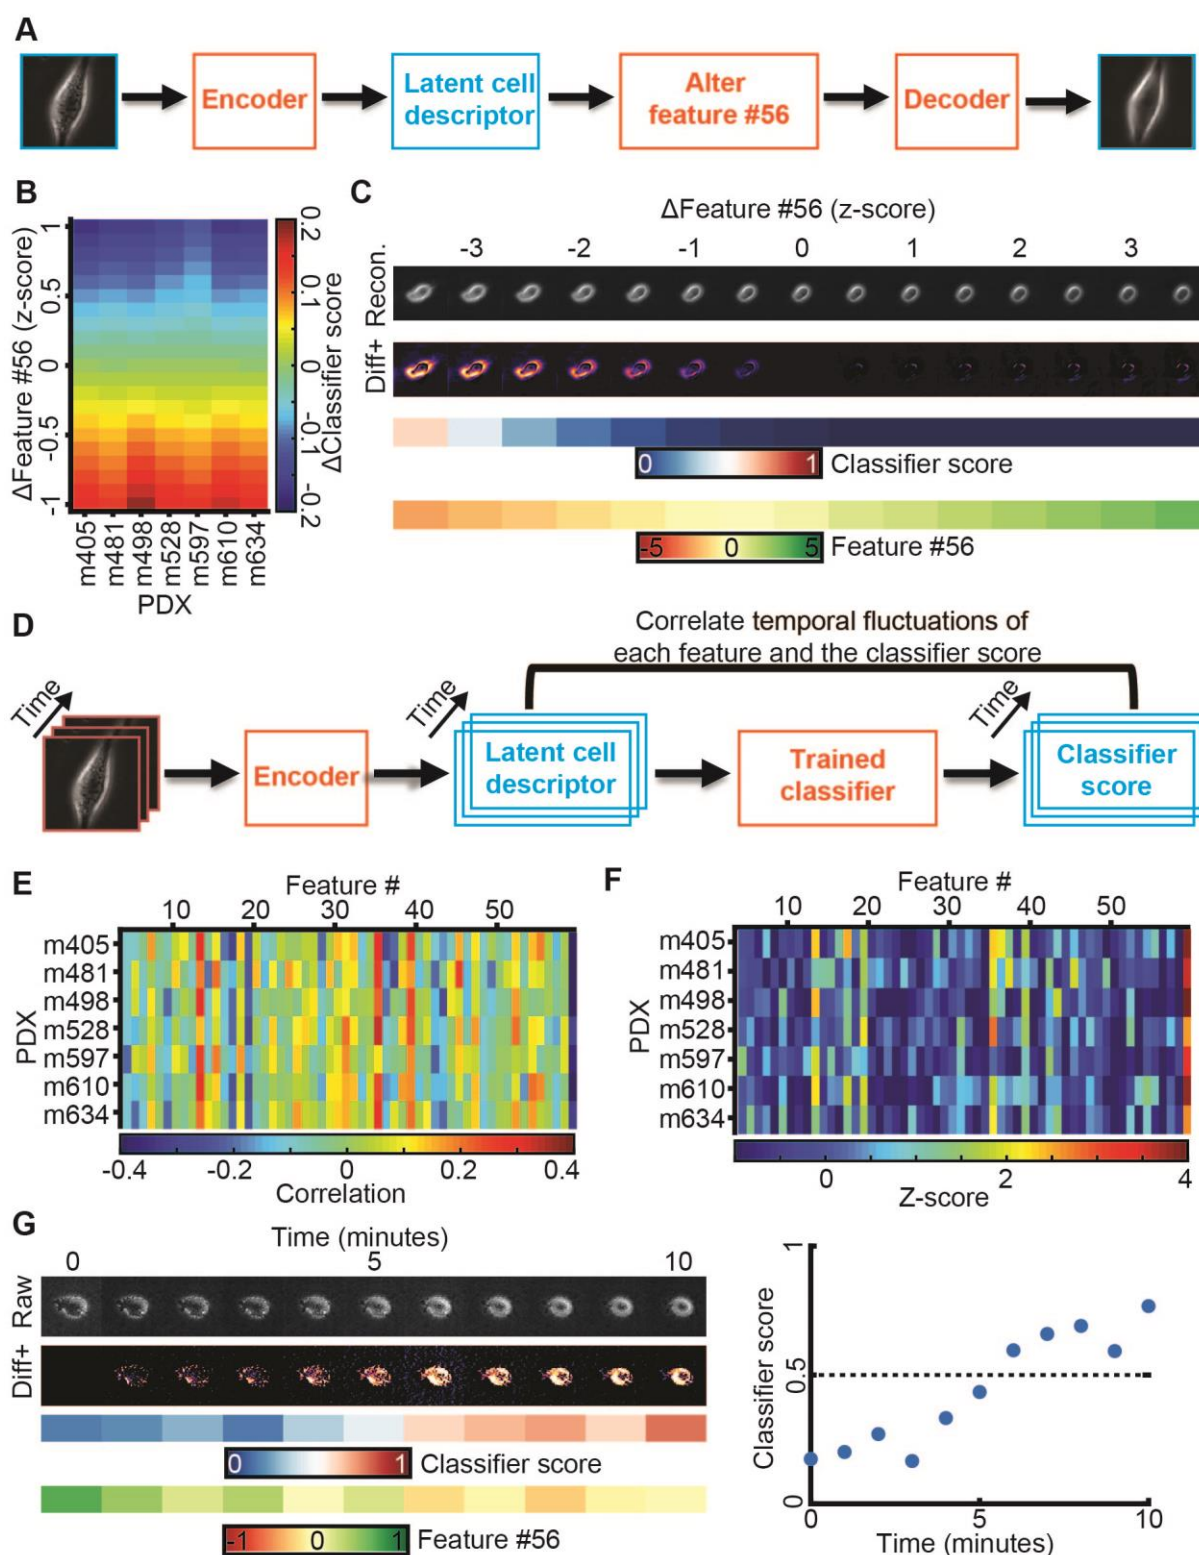 A
Encoder
Latent cell
descriptor
Alter
feature #56
Decoder
B
ΔFeature #56 (z-score)
1
0.5
0
-0.5
-1
0.2
0.1
0
-0.1
-0.2
ΔClassifier score
m405
m481
m498
m528
m597
m610
m634
PDX
C
ΔFeature #56 (z-score)
-3 -2 -1 0 1 2 3
Recon.
Diff+
0 1 Classifier score
-5 0 5 Feature #56
D
Correlate temporal fluctuations of
each feature and the classifier score
Time
Time
Time
Encoder
Latent cell
descriptor
Trained
classifier
Classifier
score
E
Feature #
10 20 30 40 50
PDX
m405
m481
m498
m528
m597
m610
m634
-0.4 -0.2 0 0.2 0.4
Correlation
F
Feature #
10 20 30 40 50
PDX
m405
m481
m498
m528
m597
m610
m634
0 2 4
Z-score
G
Time (minutes)
0 5 10
Raw
Diff+
0 1 Classifier score
-1 0 1 Feature #56
Classifier score
1
0.5
0
0 5 10
Time (minutes)